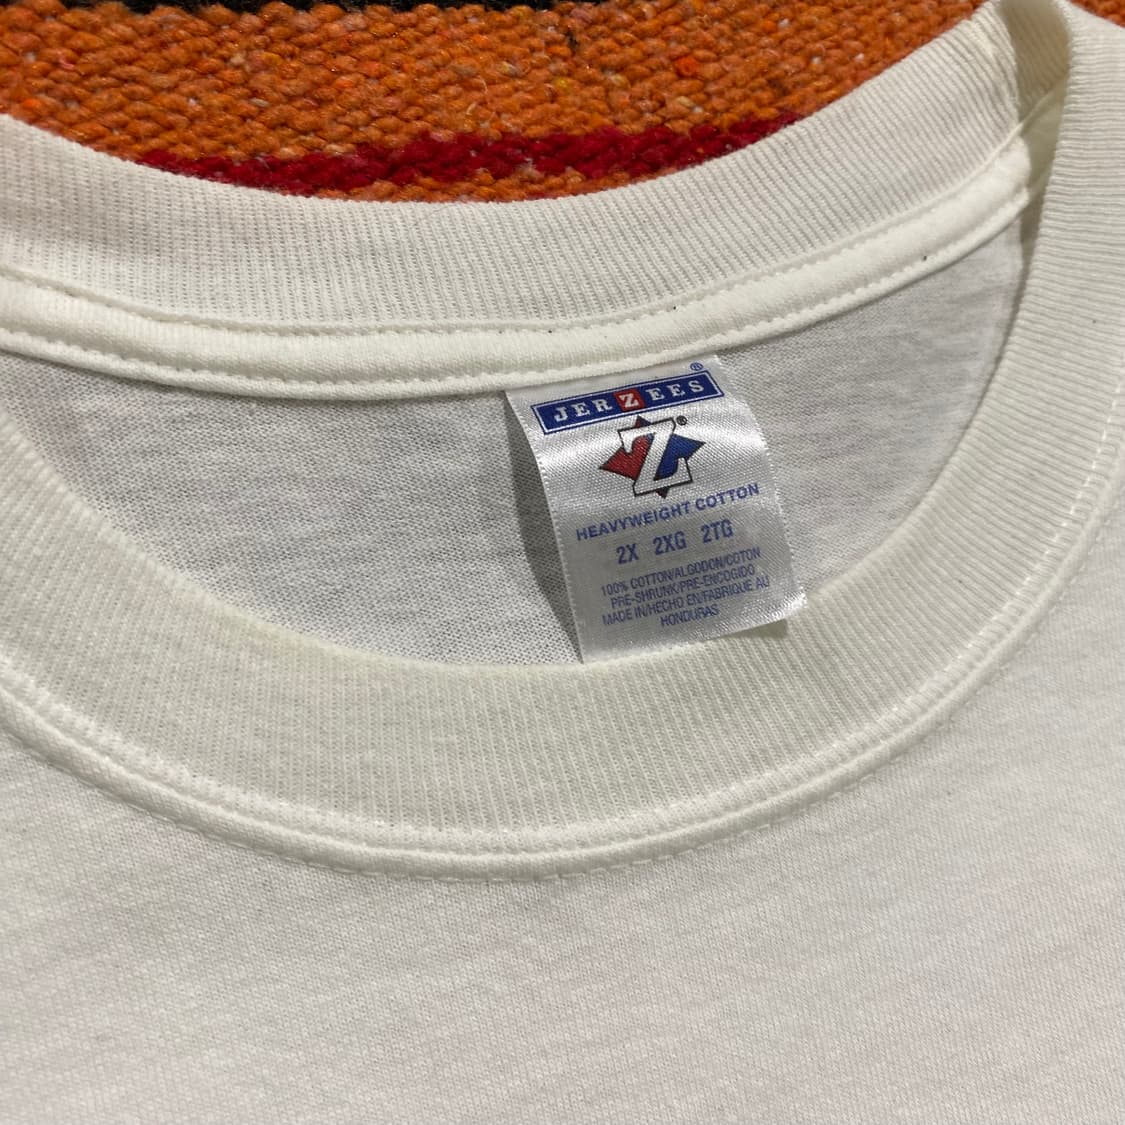 JERZEES®
Z®
HEAVYWEIGHT COTTON
2X 2XG 2TG
100% COTTON/ALGODON/COTON
PRE-SHRUNK/PRE-ENCOGIDO
MADE IN/HECHO EN/FABRIQUE AU
HONDURAS